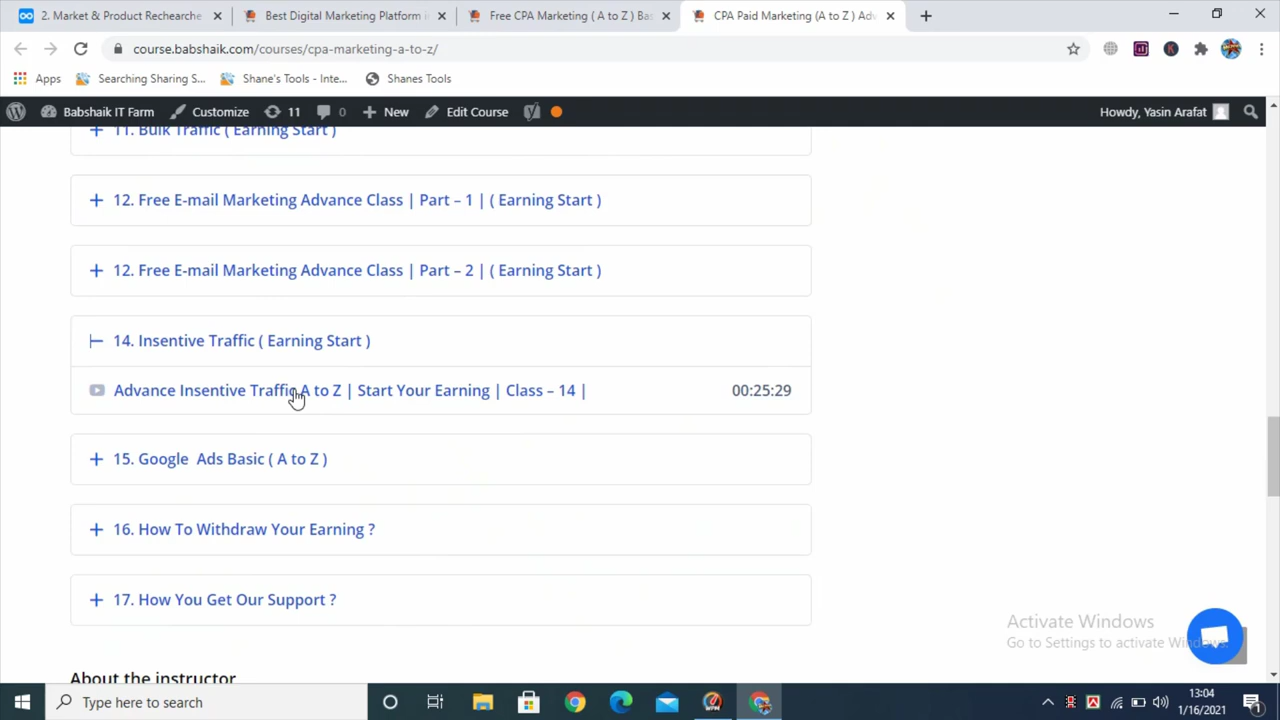 2. Market & Product Recherche
Best Digital Marketing Platform in
Free CPA Marketing ( A to Z ) Bas
CPA Paid Marketing (A to Z ) Adv
course.babshaik.com/courses/cpa-marketing-a-to-z/
Apps
Searching Sharing S...
Shane's Tools - Inte...
Shanes Tools
Babshaik IT Farm
Customize
11
0
New
Edit Course
Howdy, Yasin Arafat
11. Bulk Traffic ( Earning Start )
12. Free E-mail Marketing Advance Class | Part – 1 | ( Earning Start )
12. Free E-mail Marketing Advance Class | Part – 2 | ( Earning Start )
14. Insentive Traffic ( Earning Start )
Advance Insentive Traffic A to Z | Start Your Earning | Class – 14 |
00:25:29
15. Google Ads Basic ( A to Z )
16. How To Withdraw Your Earning ?
17. How You Get Our Support ?
Activate Windows
Go to Settings to activate Windows.
About the instructor
Type here to search
13:04
1/16/2021
1